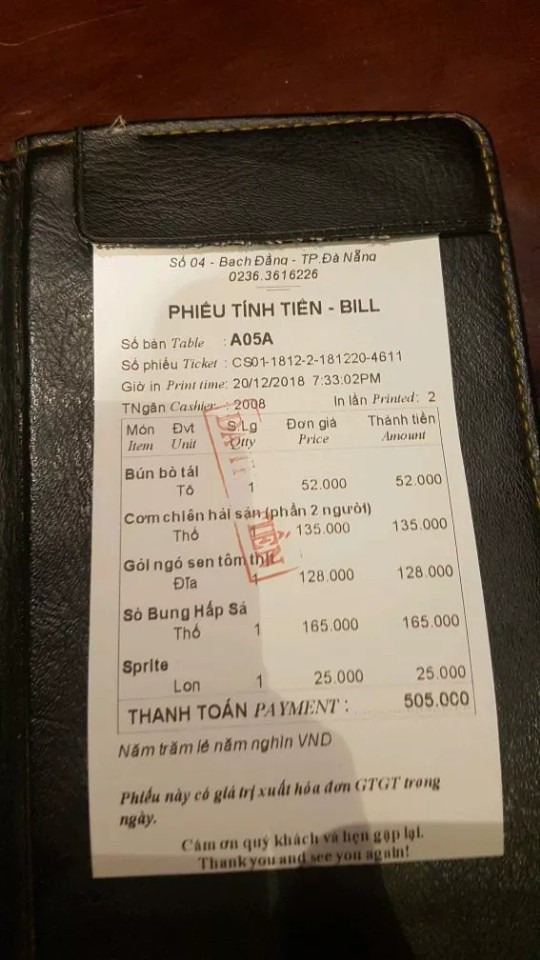 Số 04 - Bạch Đằng - TP.Đà Nẵng
0236.3616226
PHIẾU TÍNH TIỀN - BILL
Số bàn Table : A05A
Số phiếu Ticket : CS01-1812-2-181220-4611
Giờ in Print time: 20/12/2018 7:33:02PM
TNgân Cashier : 2008 In lần Printed: 2
Món Đvt S.Lg Đơn giá Thành tiền
Item Unit Qtty Price Amount
Bún bò tái
Tô 1 52.000 52.000
Cơm chiên hải sản (phần 2 người)
Thố 1 135.000 135.000
Gỏi ngó sen tôm thịt
Đĩa 1 128.000 128.000
Sò Bung Hấp Sả
Thố 1 165.000 165.000
Sprite
Lon 1 25.000 25.000
THANH TOÁN PAYMENT : 505.000
Năm trăm lẻ năm nghìn VND
Phiếu này có giá trị xuất hóa đơn GTGT trong
ngày.
Cảm ơn quý khách và hẹn gặp lại.
Thank you and see you again!